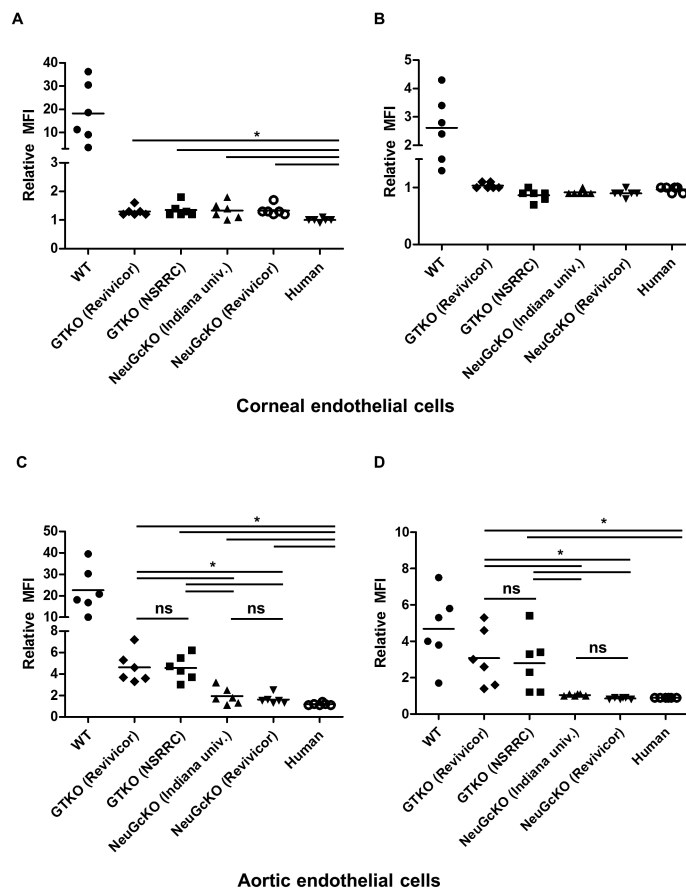 A
Relative MFI
50
40
30
20
10
3
2
1
0
*
WT
GTKO (Revivicor)
GTKO (NSRRC)
NeuGcKO (Indiana univ.)
NeuGcKO (Revivicor)
Human
B
Relative MFI
5
4
3
2
1
0
WT
GTKO (Revivicor)
GTKO (NSRRC)
NeuGcKO (Indiana univ.)
NeuGcKO (Revivicor)
Human
Corneal endothelial cells
C
Relative MFI
50
40
30
20
10
8
6
4
2
0
*
*
ns
ns
WT
GTKO (Revivicor)
GTKO (NSRRC)
NeuGcKO (Indiana univ.)
NeuGcKO (Revivicor)
Human
D
Relative MFI
10
8
6
4
2
0
*
*
ns
ns
WT
GTKO (Revivicor)
GTKO (NSRRC)
NeuGcKO (Indiana univ.)
NeuGcKO (Revivicor)
Human
Aortic endothelial cells